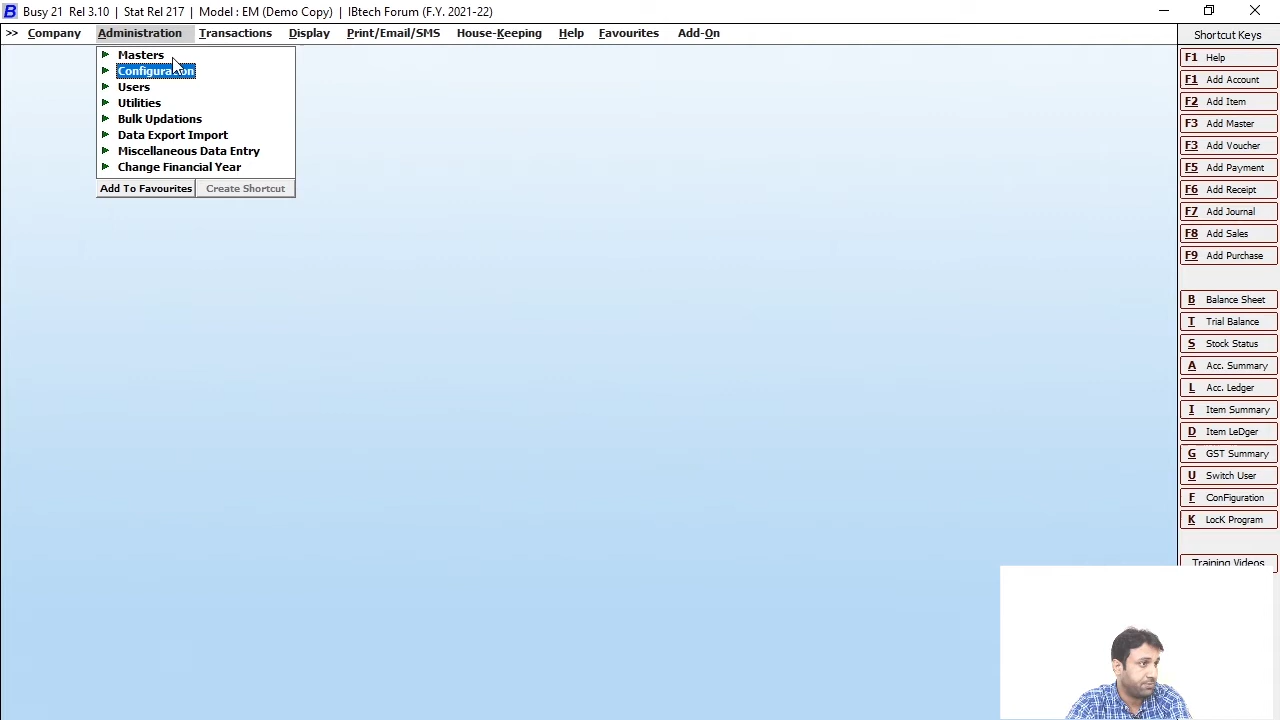 Busy 21 Rel 3.10 | Stat Rel 217 | Model : EM (Demo Copy) | IBtech Forum (F.Y. 2021-22)
>> Company Administration Transactions Display Print/Email/SMS House-Keeping Help Favourites Add-On
Masters
Configuration
Users
Utilities
Bulk Updations
Data Export Import
Miscellaneous Data Entry
Change Financial Year
Add To Favourites Create Shortcut
Shortcut Keys
F1 Help
F1 Add Account
F2 Add Item
F3 Add Master
F3 Add Voucher
F5 Add Payment
F6 Add Receipt
F7 Add Journal
F8 Add Sales
F9 Add Purchase
B Balance Sheet
T Trial Balance
S Stock Status
A Acc. Summary
L Acc. Ledger
I Item Summary
D Item LeDger
G GST Summary
U Switch User
F ConFiguration
K LocK Program
Training Videos